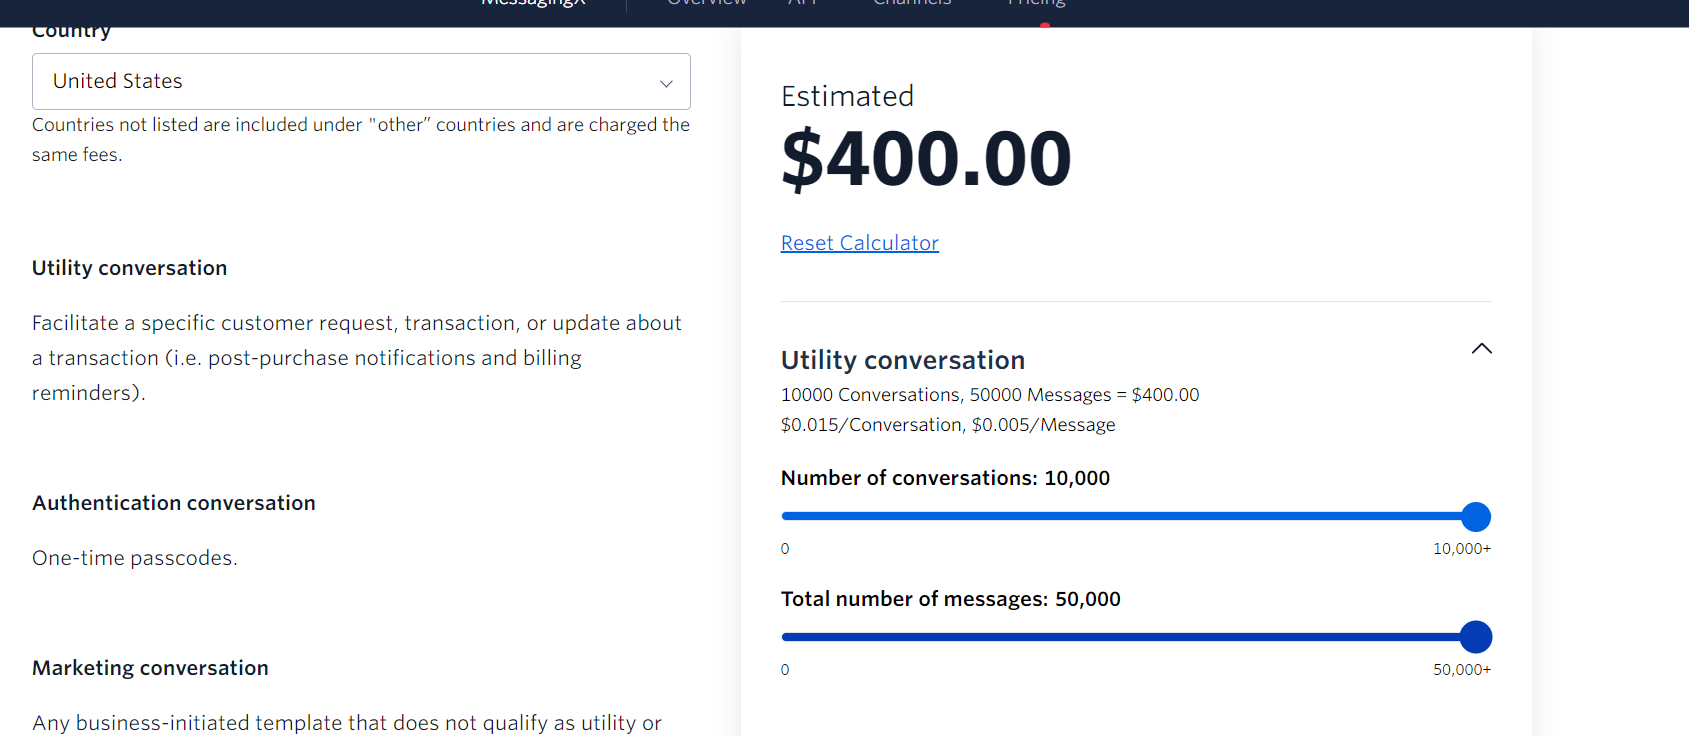 MessagingX Overview API Channels Pricing
Country
United States
Countries not listed are included under "other” countries and are charged the
same fees.
Utility conversation
Facilitate a specific customer request, transaction, or update about
a transaction (i.e. post-purchase notifications and billing
reminders).
Authentication conversation
One-time passcodes.
Marketing conversation
Any business-initiated template that does not qualify as utility or
Estimated
$400.00
Reset Calculator
Utility conversation
10000 Conversations, 50000 Messages = $400.00
$0.015/Conversation, $0.005/Message
Number of conversations: 10,000
0 10,000+
Total number of messages: 50,000
0 50,000+